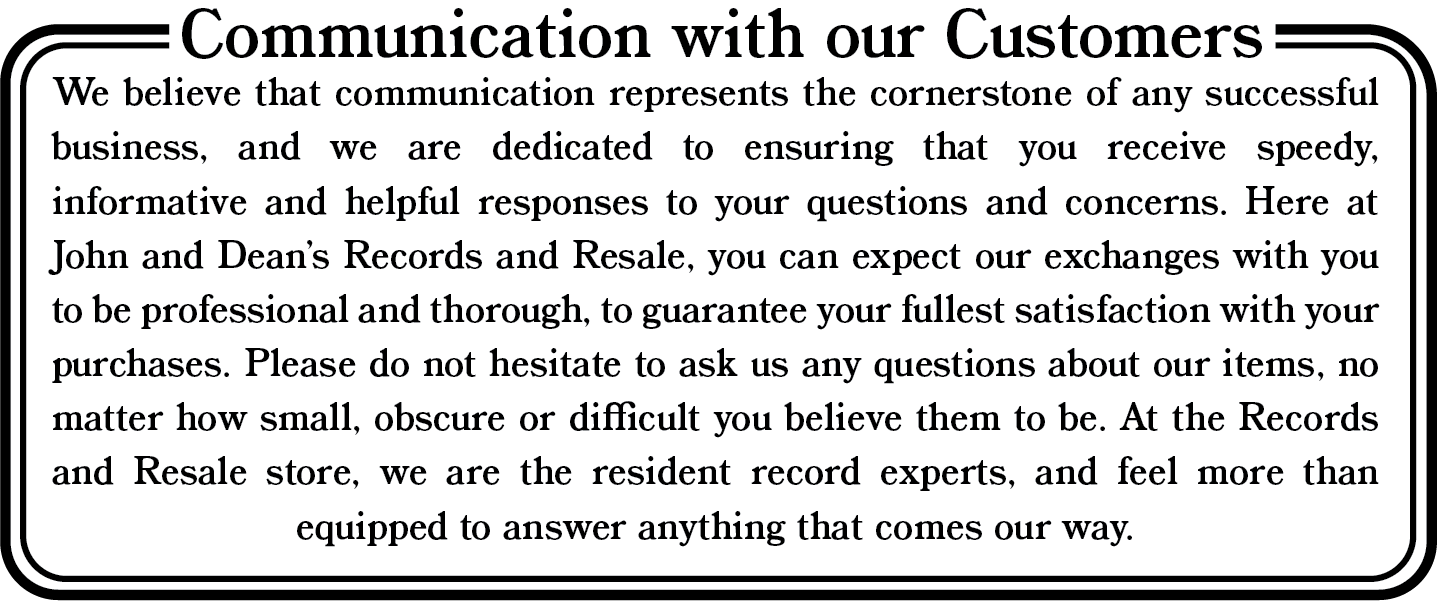 Communication with our Customers
We believe that communication represents the cornerstone of any successful
business, and we are dedicated to ensuring that you receive speedy,
informative and helpful responses to your questions and concerns. Here at
John and Dean’s Records and Resale, you can expect our exchanges with you
to be professional and thorough, to guarantee your fullest satisfaction with your
purchases. Please do not hesitate to ask us any questions about our items, no
matter how small, obscure or difficult you believe them to be. At the Records
and Resale store, we are the resident record experts, and feel more than
equipped to answer anything that comes our way.